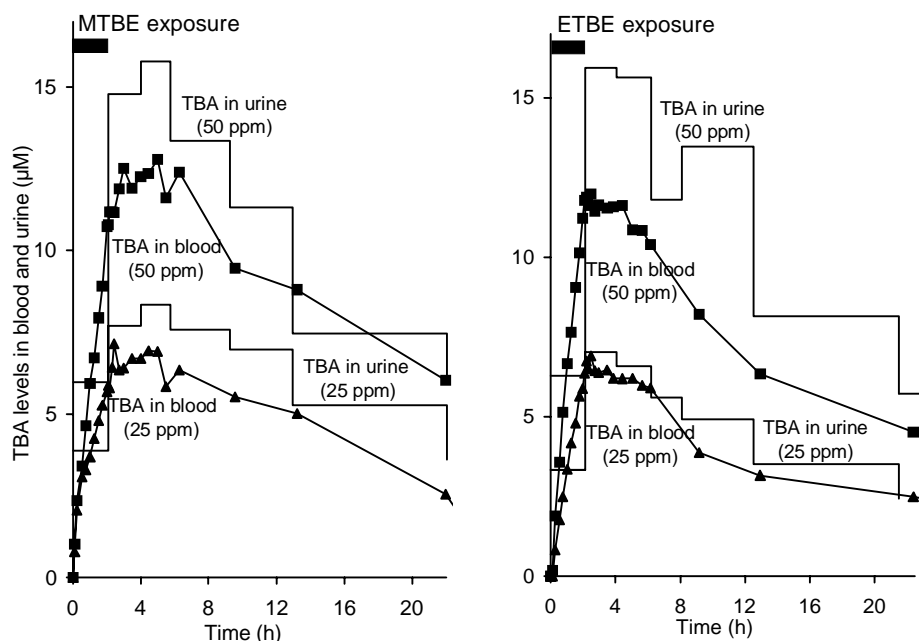 MTBE exposure
TBA levels in blood and urine (µM)
15
10
5
0
TBA in urine
(50 ppm)
TBA in blood
(50 ppm)
TBA in urine
(25 ppm)
TBA in blood
(25 ppm)
0 4 8 12 16 20
Time (h)
ETBE exposure
15
10
5
0
TBA in urine
(50 ppm)
TBA in blood
(50 ppm)
TBA in blood
(25 ppm)
TBA in urine
(25 ppm)
0 4 8 12 16 20
Time (h)